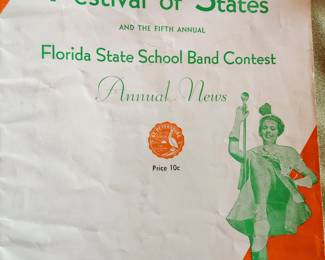 Festival of States
AND THE FIFTH ANNUAL
Florida State School Band Contest
Annual News
Price 10c